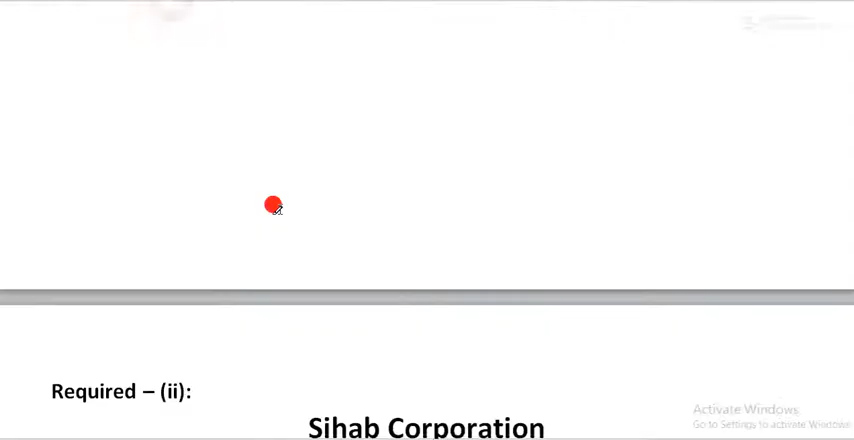 Required – (ii):
Sihab Corporation
Activate Windows
Go to Settings to activate Windows.